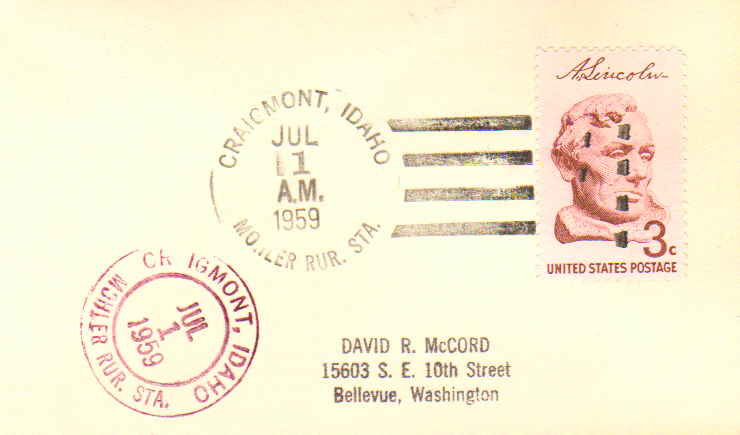 CRAIGMONT, IDAHO
JUL
1
A.M.
1959
MOHLER RUR. STA.
A. Lincoln
3c
UNITED STATES POSTAGE
CR IGMONT, IDAHO
JUL
1
1959
MOHLER RUR. STA.
DAVID R. McCORD
15603 S. E. 10th Street
Bellevue, Washington